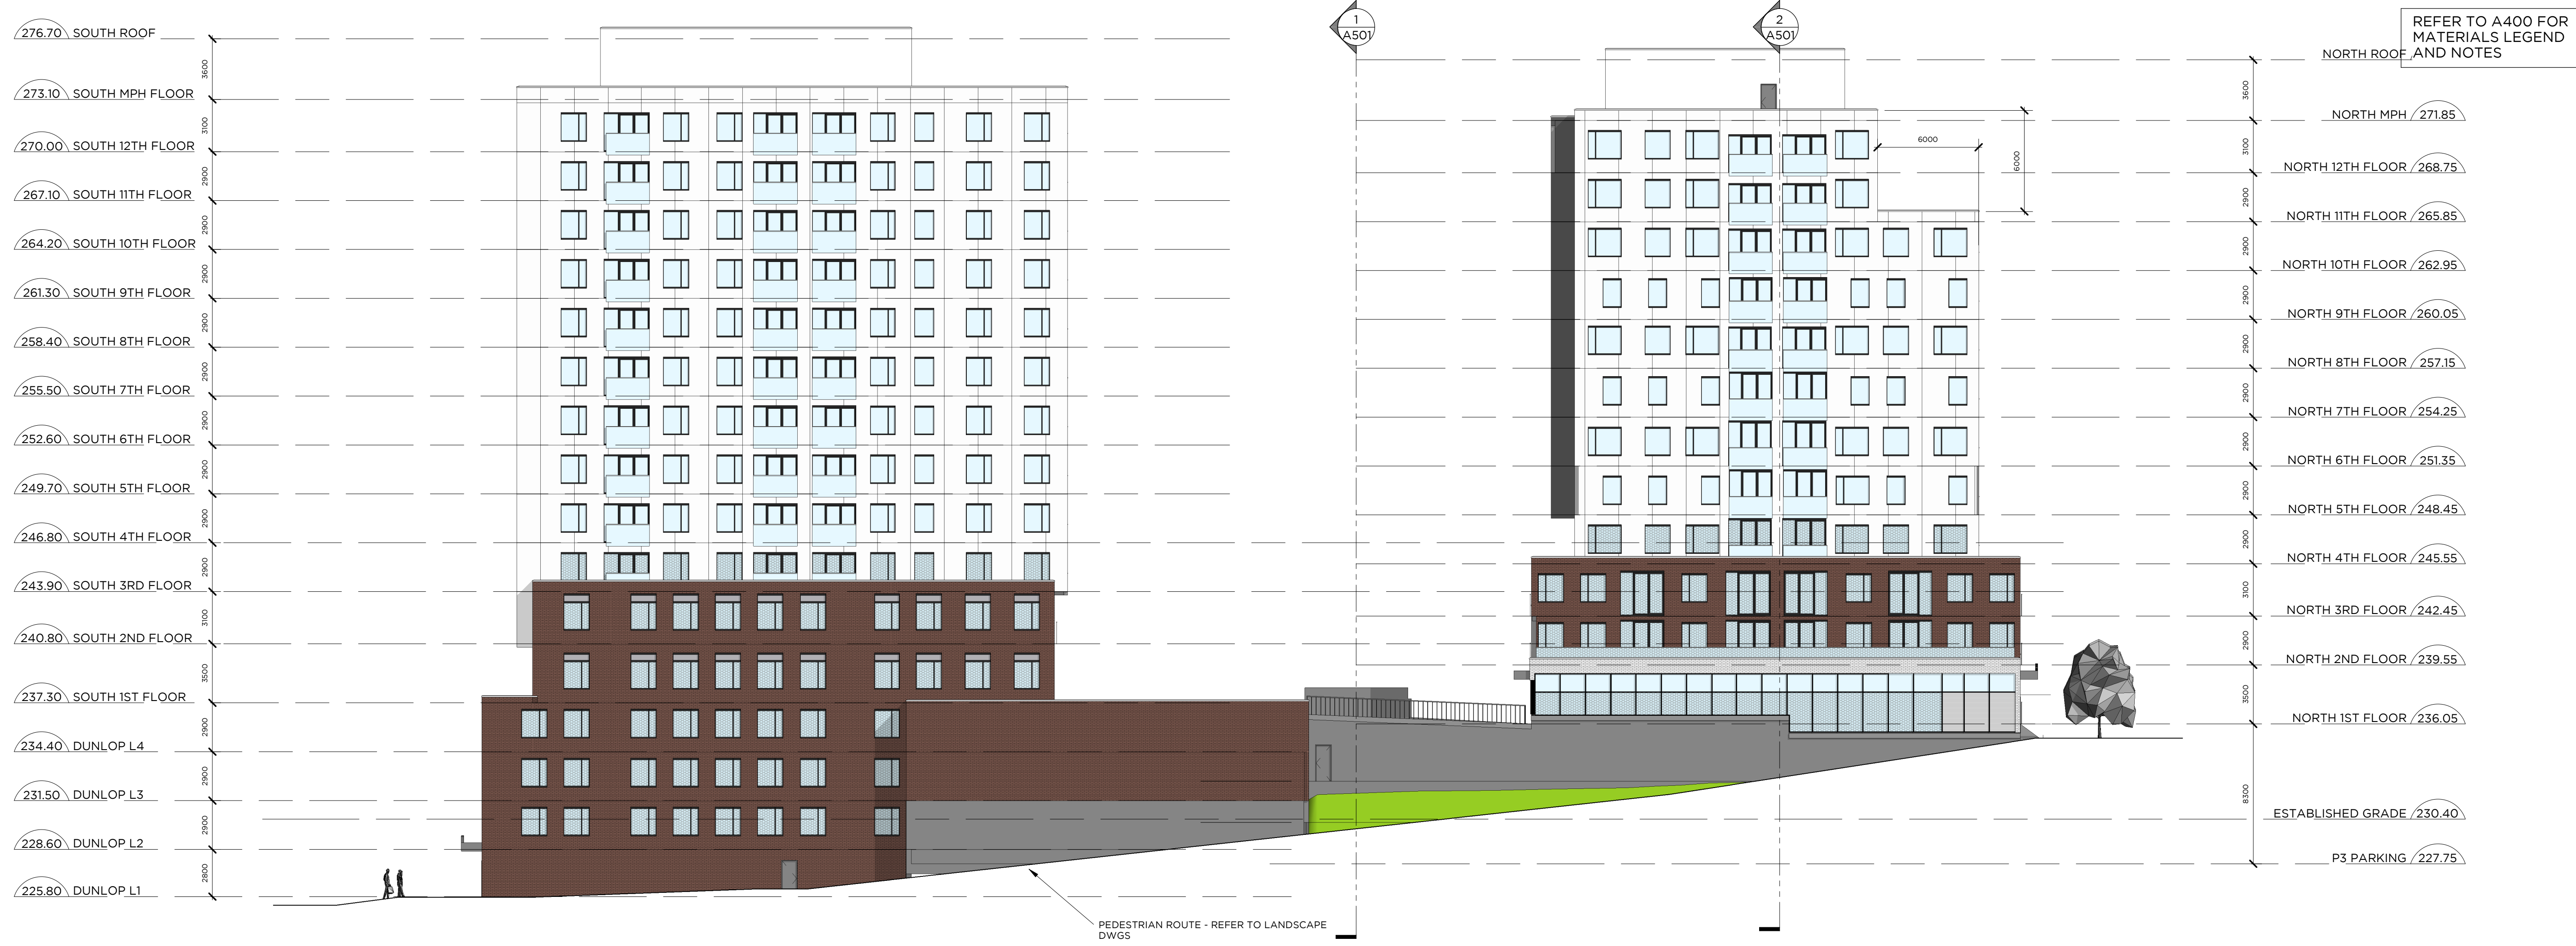 276.70 SOUTH ROOF
3600
273.10 SOUTH MPH FLOOR
3100
270.00 SOUTH 12TH FLOOR
2900
267.10 SOUTH 11TH FLOOR
2900
264.20 SOUTH 10TH FLOOR
2900
261.30 SOUTH 9TH FLOOR
2900
258.40 SOUTH 8TH FLOOR
2900
255.50 SOUTH 7TH FLOOR
2900
252.60 SOUTH 6TH FLOOR
2900
249.70 SOUTH 5TH FLOOR
2900
246.80 SOUTH 4TH FLOOR
2900
243.90 SOUTH 3RD FLOOR
3100
240.80 SOUTH 2ND FLOOR
3500
237.30 SOUTH 1ST FLOOR
2900
234.40 DUNLOP L4
2900
231.50 DUNLOP L3
2900
228.60 DUNLOP L2
2800
225.80 DUNLOP L1
PEDESTRIAN ROUTE - REFER TO LANDSCAPE
DWGS
1
A501
2
A501
6000
6000
REFER TO A400 FOR
MATERIALS LEGEND
AND NOTES
NORTH ROOF
3600
NORTH MPH 271.85
3100
NORTH 12TH FLOOR 268.75
2900
NORTH 11TH FLOOR 265.85
2900
NORTH 10TH FLOOR 262.95
2900
NORTH 9TH FLOOR 260.05
2900
NORTH 8TH FLOOR 257.15
2900
NORTH 7TH FLOOR 254.25
2900
NORTH 6TH FLOOR 251.35
2900
NORTH 5TH FLOOR 248.45
2900
NORTH 4TH FLOOR 245.55
3100
NORTH 3RD FLOOR 242.45
2900
NORTH 2ND FLOOR 239.55
3500
NORTH 1ST FLOOR 236.05
8300
ESTABLISHED GRADE 230.40
P3 PARKING 227.75